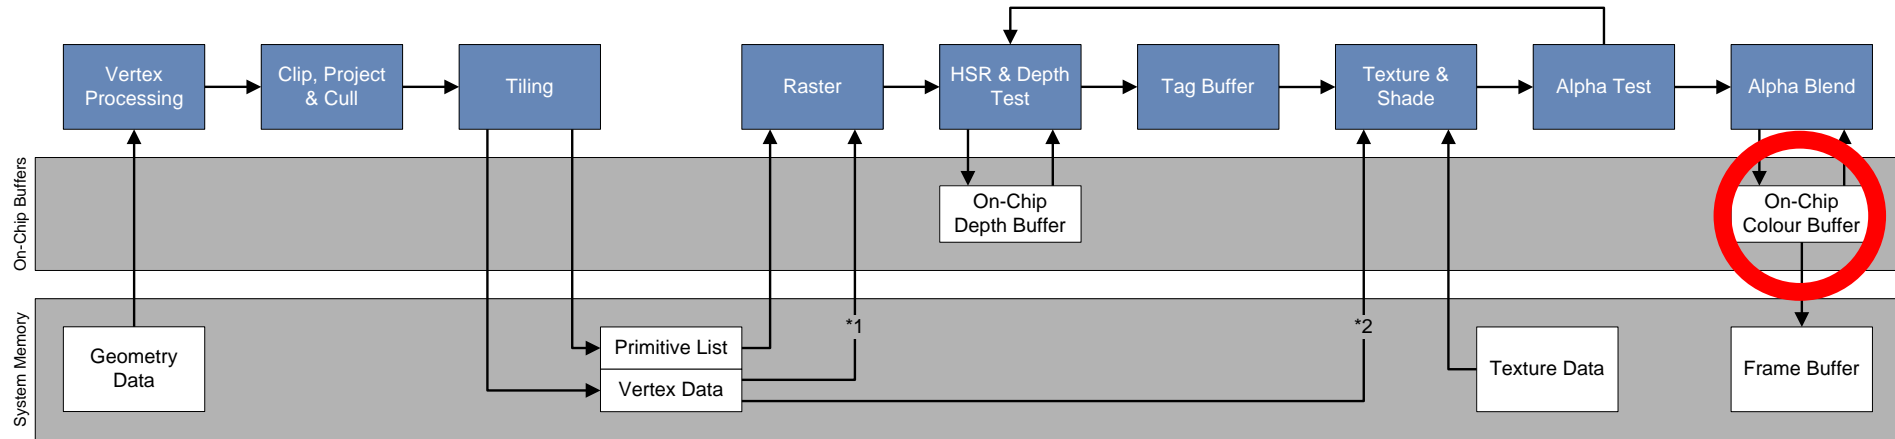 Vertex
Processing
Clip, Project
& Cull
Tiling
Raster
HSR & Depth
Test
Tag Buffer
Texture &
Shade
Alpha Test
Alpha Blend
On-Chip Buffers
On-Chip
Depth Buffer
On-Chip
Colour Buffer
System Memory
Geometry
Data
Primitive List
Vertex Data
*1
*2
Texture Data
Frame Buffer